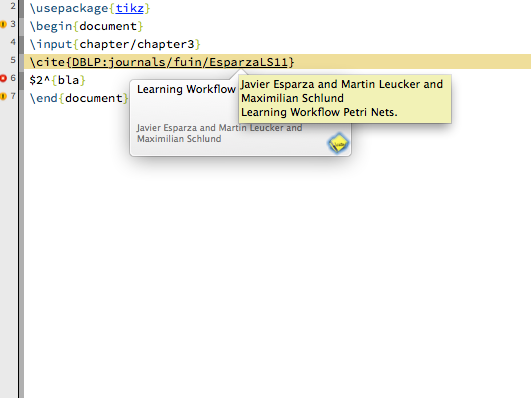 2 \usepackage{tikz}
3 \begin{document}
4 \input{chapter/chapter3}
5 \cite{DBLP:journals/fuin/EsparzaLS11}
6 $2^{bla}
7 \end{document}
Learning Workflow
Javier Esparza and Martin Leucker and
Maximilian Schlund
Javier Esparza and Martin Leucker and
Maximilian Schlund
Learning Workflow Petri Nets.